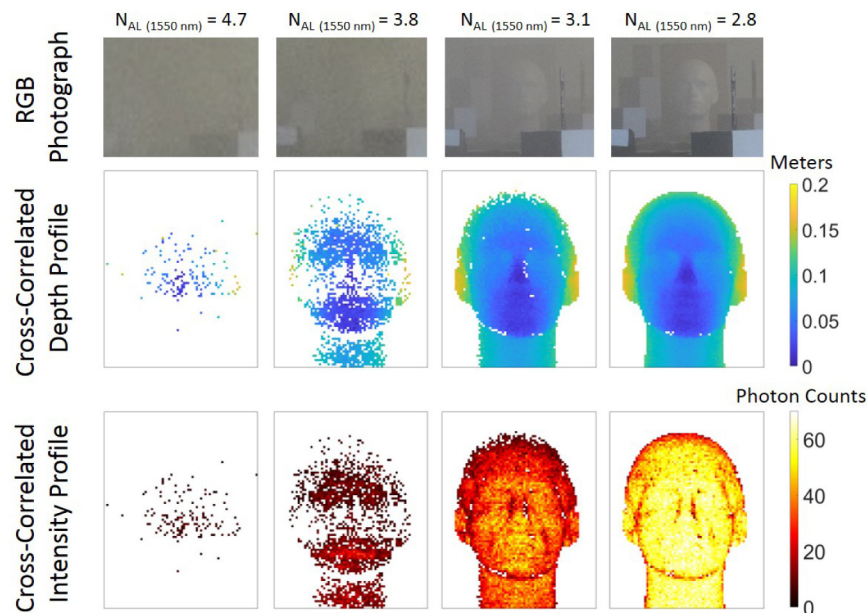 N_AL (1550 nm) = 4.7
N_AL (1550 nm) = 3.8
N_AL (1550 nm) = 3.1
N_AL (1550 nm) = 2.8
RGB
Photograph
Meters
Cross-Correlated
Depth Profile
0.2
0.15
0.1
0.05
0
Photon Counts
Cross-Correlated
Intensity Profile
60
40
20
0